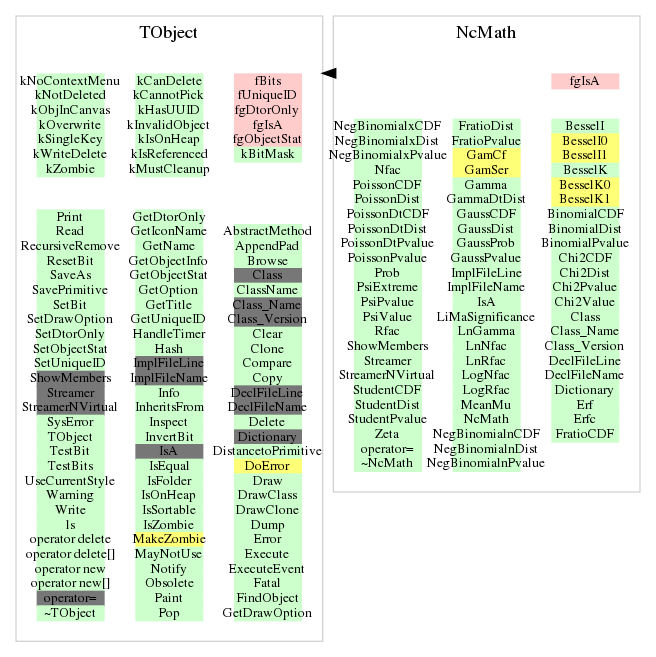 TObject
kNoContextMenu
kNotDeleted
kObjInCanvas
kOverwrite
kSingleKey
kWriteDelete
kZombie
kCanDelete
kCannotPick
kHasUUID
kInvalidObject
kIsOnHeap
kIsReferenced
kMustCleanup
fBits
fUniqueID
fgDtorOnly
fgIsA
fgObjectStat
kBitMask
Print
Read
RecursiveRemove
ResetBit
SaveAs
SavePrimitive
SetBit
SetDrawOption
SetDtorOnly
SetObjectStat
SetUniqueID
ShowMembers
Streamer
StreamerNVirtual
SysError
TObject
TestBit
TestBits
UseCurrentStyle
Warning
Write
ls
operator delete
operator delete[]
operator new
operator new[]
operator=
~TObject
GetDtorOnly
GetIconName
GetName
GetObjectInfo
GetObjectStat
GetOption
GetTitle
GetUniqueID
HandleTimer
Hash
ImplFileLine
ImplFileName
Info
InheritsFrom
Inspect
InvertBit
IsA
IsEqual
IsFolder
IsOnHeap
IsSortable
IsZombie
MakeZombie
MayNotUse
Notify
Obsolete
Paint
Pop
AbstractMethod
AppendPad
Browse
Class
ClassName
Class_Name
Class_Version
Clear
Clone
Compare
Copy
DeclFileLine
DeclFileName
Delete
Dictionary
DistancetoPrimitive
DoError
Draw
DrawClass
DrawClone
Dump
Error
Execute
ExecuteEvent
Fatal
FindObject
GetDrawOption
NcMath
fgIsA
NegBinomialxCDF
NegBinomialxDist
NegBinomialxPvalue
Nfac
PoissonCDF
PoissonDist
PoissonDtCDF
PoissonDtDist
PoissonDtPvalue
PoissonPvalue
Prob
PsiExtreme
PsiPvalue
PsiValue
Rfac
ShowMembers
Streamer
StreamerNVirtual
StudentCDF
StudentDist
StudentPvalue
Zeta
operator=
~NcMath
FratioDist
FratioPvalue
GamCf
GamSer
Gamma
GammaDtDist
GaussCDF
GaussDist
GaussProb
GaussPvalue
ImplFileLine
ImplFileName
IsA
LiMaSignificance
LnGamma
LnNfac
LnRfac
LogNfac
LogRfac
MeanMu
NcMath
NegBinomialnCDF
NegBinomialnDist
NegBinomialnPvalue
BesselI
BesselI0
BesselI1
BesselK
BesselK0
BesselK1
BinomialCDF
BinomialDist
BinomialPvalue
Chi2CDF
Chi2Dist
Chi2Pvalue
Chi2Value
Class
Class_Name
Class_Version
DeclFileLine
DeclFileName
Dictionary
Erf
Erfc
FratioCDF